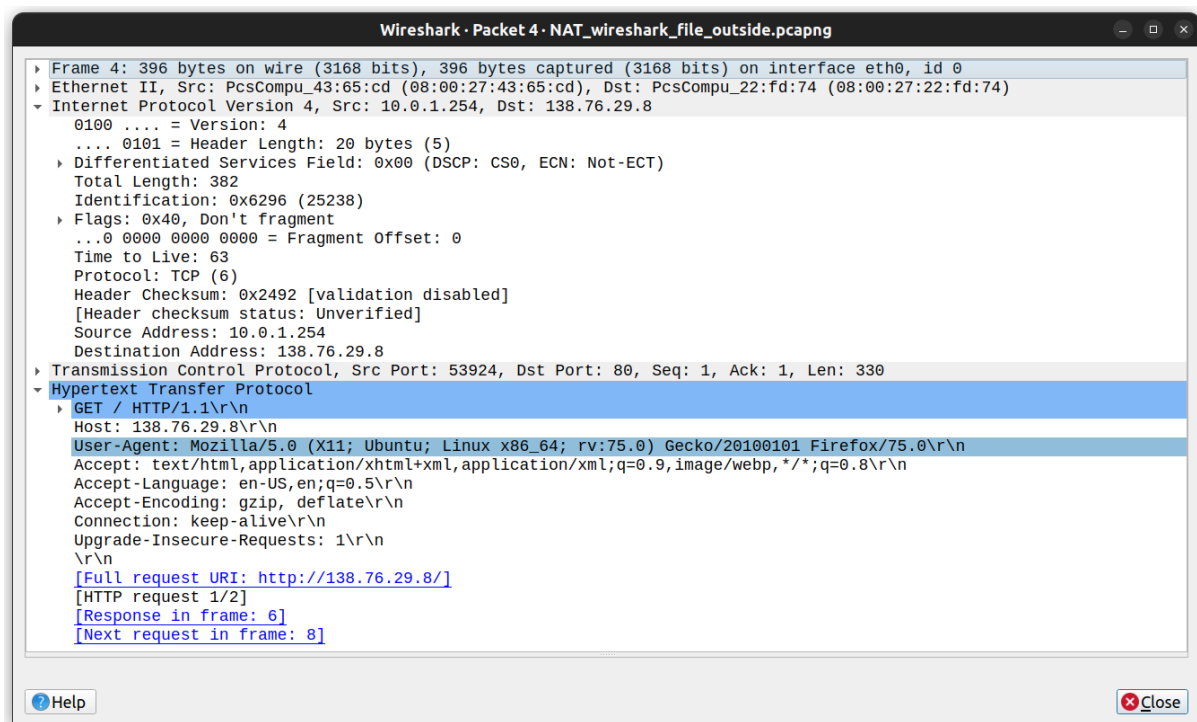 Wireshark · Packet 4 · NAT_wireshark_file_outside.pcapng
Frame 4: 396 bytes on wire (3168 bits), 396 bytes captured (3168 bits) on interface eth0, id 0
Ethernet II, Src: PcsCompu_43:65:cd (08:00:27:43:65:cd), Dst: PcsCompu_22:fd:74 (08:00:27:22:fd:74)
Internet Protocol Version 4, Src: 10.0.1.254, Dst: 138.76.29.8
0100 .... = Version: 4
.... 0101 = Header Length: 20 bytes (5)
Differentiated Services Field: 0x00 (DSCP: CS0, ECN: Not-ECT)
Total Length: 382
Identification: 0x6296 (25238)
Flags: 0x40, Don't fragment
...0 0000 0000 0000 = Fragment Offset: 0
Time to Live: 63
Protocol: TCP (6)
Header Checksum: 0x2492 [validation disabled]
[Header checksum status: Unverified]
Source Address: 10.0.1.254
Destination Address: 138.76.29.8
Transmission Control Protocol, Src Port: 53924, Dst Port: 80, Seq: 1, Ack: 1, Len: 330
Hypertext Transfer Protocol
GET / HTTP/1.1\r\n
Host: 138.76.29.8\r\n
User-Agent: Mozilla/5.0 (X11; Ubuntu; Linux x86_64; rv:75.0) Gecko/20100101 Firefox/75.0\r\n
Accept: text/html,application/xhtml+xml,application/xml;q=0.9,image/webp,*/*;q=0.8\r\n
Accept-Language: en-US,en;q=0.5\r\n
Accept-Encoding: gzip, deflate\r\n
Connection: keep-alive\r\n
Upgrade-Insecure-Requests: 1\r\n
\r\n
[Full request URI: http://138.76.29.8/]
[HTTP request 1/2]
[Response in frame: 6]
[Next request in frame: 8]
Help
Close